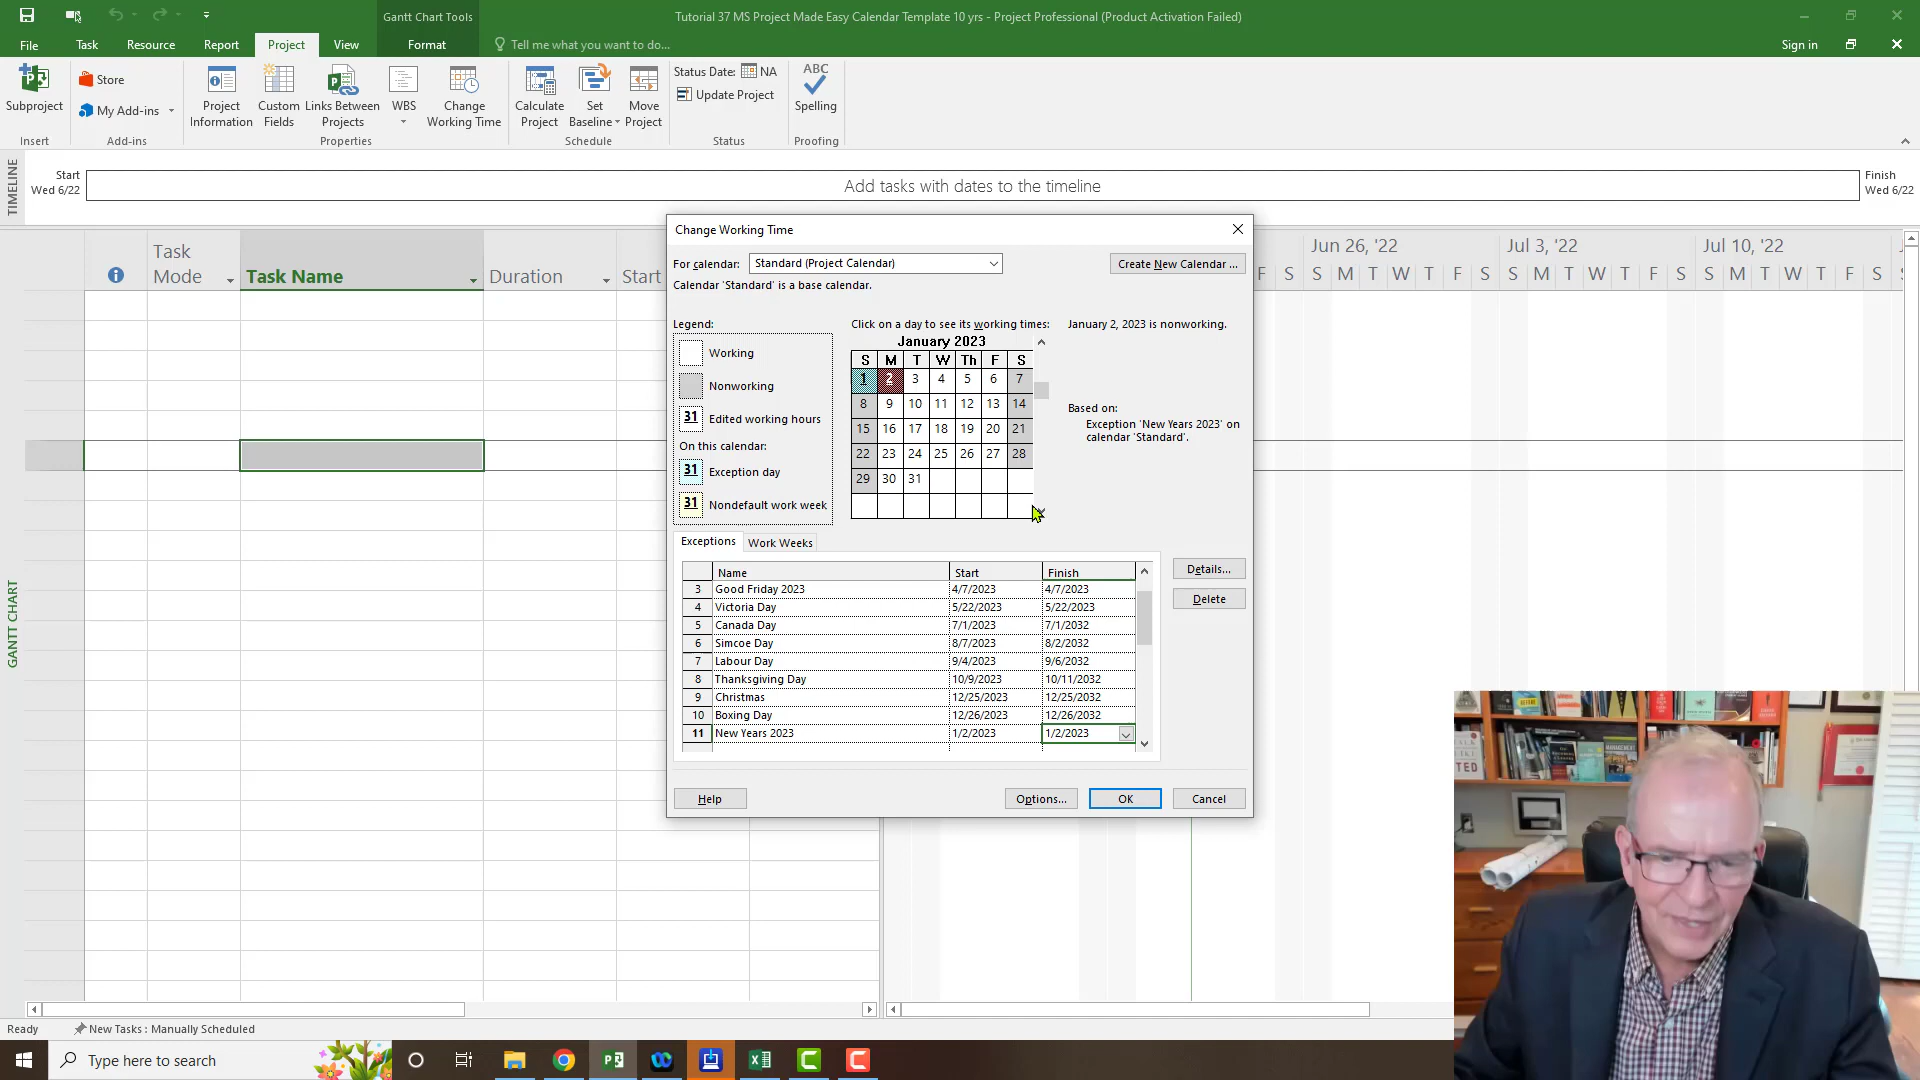 Gantt Chart Tools
Tutorial 37 MS Project Made Easy Calendar Template 10 yrs - Project Professional (Product Activation Failed)
File Task Resource Report Project View Format Tell me what you want to do... Sign in
Subproject
Store
My Add-ins
Project Information
Custom Fields
Links Between Projects
WBS
Change Working Time
Calculate Project
Set Baseline
Move Project
Status Date: NA
Update Project
ABC
Spelling
Insert Add-ins Properties Schedule Status Proofing
TIMELINE
Start
Wed 6/22
Add tasks with dates to the timeline
Finish
Wed 6/22
Task Mode
Task Name
Duration
Start
Jun 26, '22 Jul 3, '22 Jul 10, '22
F S S M T W T F S S M T W T F S S M T W T F S
GANTT CHART
Change Working Time
For calendar: Standard (Project Calendar)
Create New Calendar ...
Calendar 'Standard' is a base calendar.
Legend:
Working
Nonworking
31 Edited working hours
On this calendar:
31 Exception day
31 Nondefault work week
Click on a day to see its working times:
January 2023
S M T W Th F S
1 2 3 4 5 6 7
8 9 10 11 12 13 14
15 16 17 18 19 20 21
22 23 24 25 26 27 28
29 30 31
January 2, 2023 is nonworking.
Based on:
Exception 'New Years 2023' on
calendar 'Standard'.
Exceptions Work Weeks
Name Start Finish
3 Good Friday 2023 4/7/2023 4/7/2023
4 Victoria Day 5/22/2023 5/22/2023
5 Canada Day 7/1/2023 7/1/2032
6 Simcoe Day 8/7/2023 8/2/2032
7 Labour Day 9/4/2023 9/6/2032
8 Thanksgiving Day 10/9/2023 10/11/2032
9 Christmas 12/25/2023 12/25/2032
10 Boxing Day 12/26/2023 12/26/2032
11 New Years 2023 1/2/2023 1/2/2023
Details...
Delete
Help Options... OK Cancel
Ready New Tasks : Manually Scheduled
Type here to search